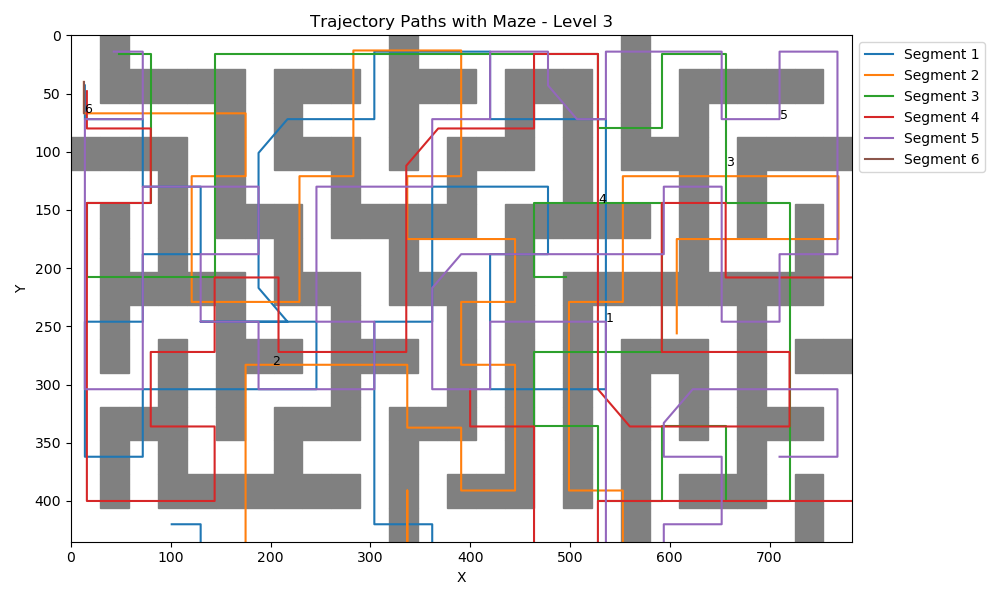 Trajectory Paths with Maze - Level 3
0
50
100
150
200
250
300
350
400
Y
0 100 200 300 400 500 600 700
X
6
5
3
4
1
2
Segment 1
Segment 2
Segment 3
Segment 4
Segment 5
Segment 6